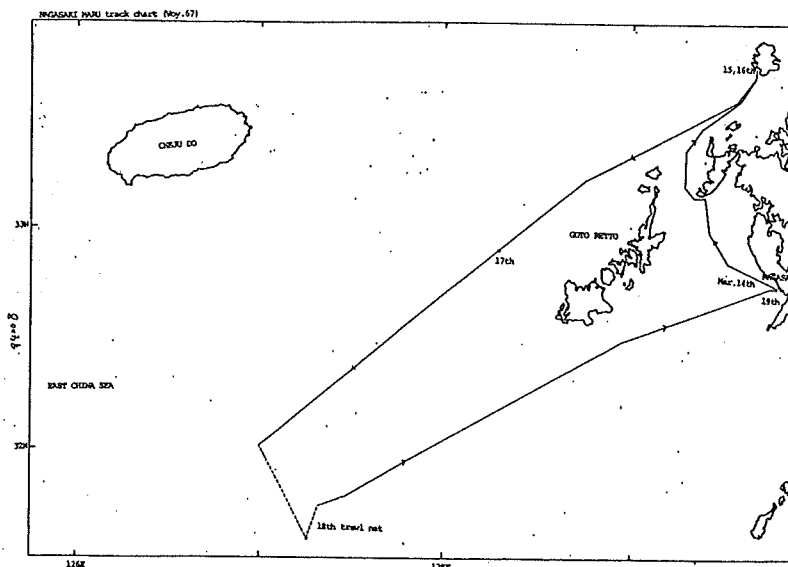 NAGASAKI MARU track chart (Voy.67)
15,16th
CHEJU DO
33N
GOTO RETTO
17th
Mar.14th
19th
EAST CHINA SEA
32N
18th trawl net
126E